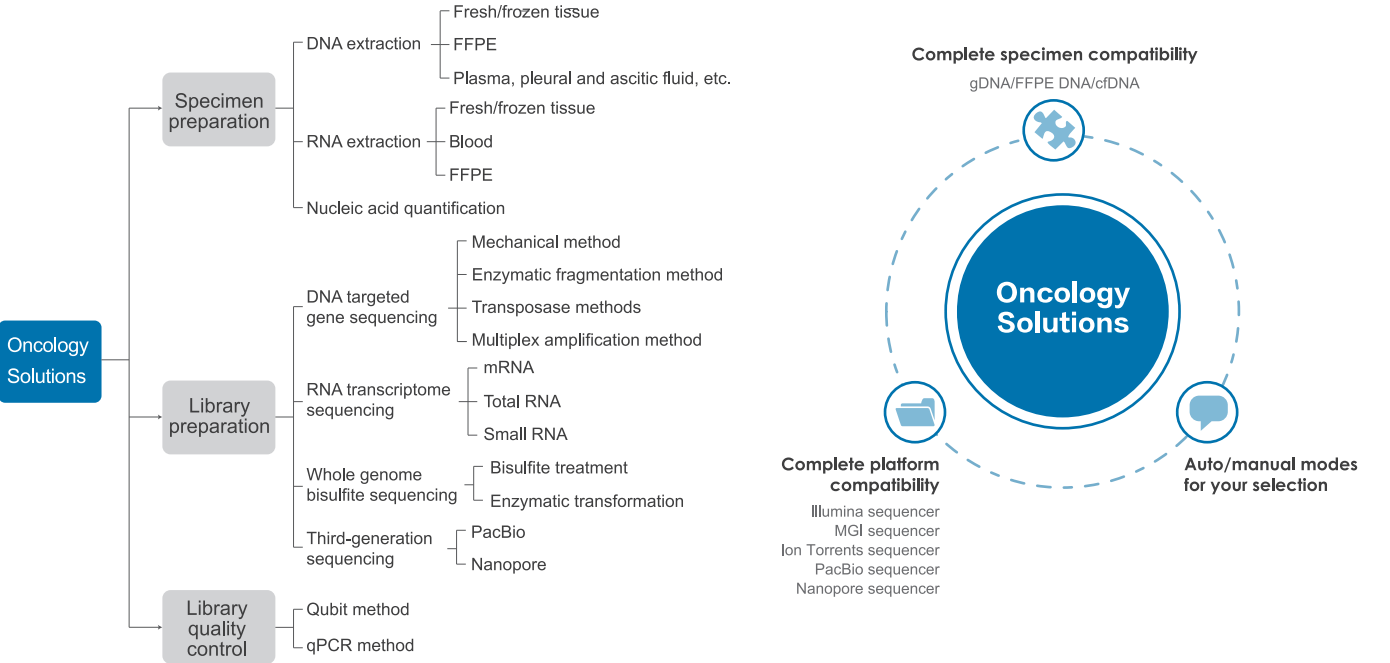 Oncology
Solutions
Specimen
preparation
DNA extraction
Fresh/frozen tissue
FFPE
Plasma, pleural and ascitic fluid, etc.
RNA extraction
Fresh/frozen tissue
Blood
FFPE
Nucleic acid quantification
Library
preparation
DNA targeted
gene sequencing
Mechanical method
Enzymatic fragmentation method
Transposase methods
Multiplex amplification method
RNA transcriptome
sequencing
mRNA
Total RNA
Small RNA
Whole genome
bisulfite sequencing
Bisulfite treatment
Enzymatic transformation
Third-generation
sequencing
PacBio
Nanopore
Library
quality
control
Qubit method
qPCR method
Complete specimen compatibility
gDNA/FFPE DNA/cfDNA
Oncology
Solutions
Complete platform
compatibility
Illumina sequencer
MGI sequencer
Ion Torrents sequencer
PacBio sequencer
Nanopore sequencer
Auto/manual modes
for your selection